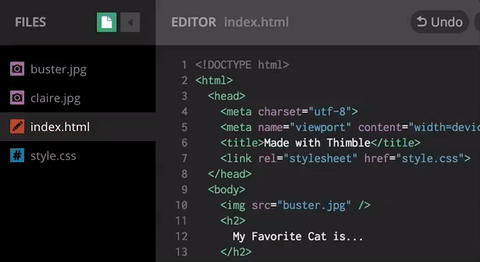 FILES
EDITOR index.html
Undo
buster.jpg
claire.jpg
index.html
style.css
1 <!DOCTYPE html>
2 <html>
3 <head>
4 <meta charset="utf-8">
5 <meta name="viewport" content="width=devic
6 <title>Made with Thimble</title>
7 <link rel="stylesheet" href="style.css">
8 </head>
9 <body>
10 <img src="buster.jpg" />
11 <h2>
12 My Favorite Cat is...
13 </h2>